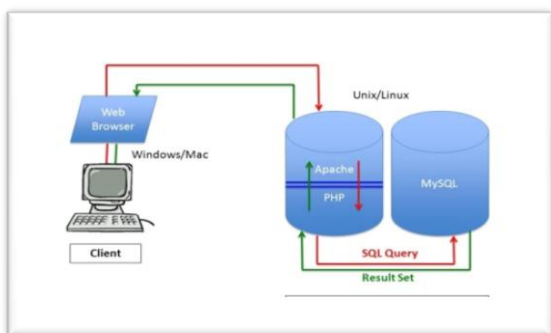 Unix/Linux
Web
Browser
Windows/Mac
Apache
PHP
MySQL
Client
SQL Query
Result Set